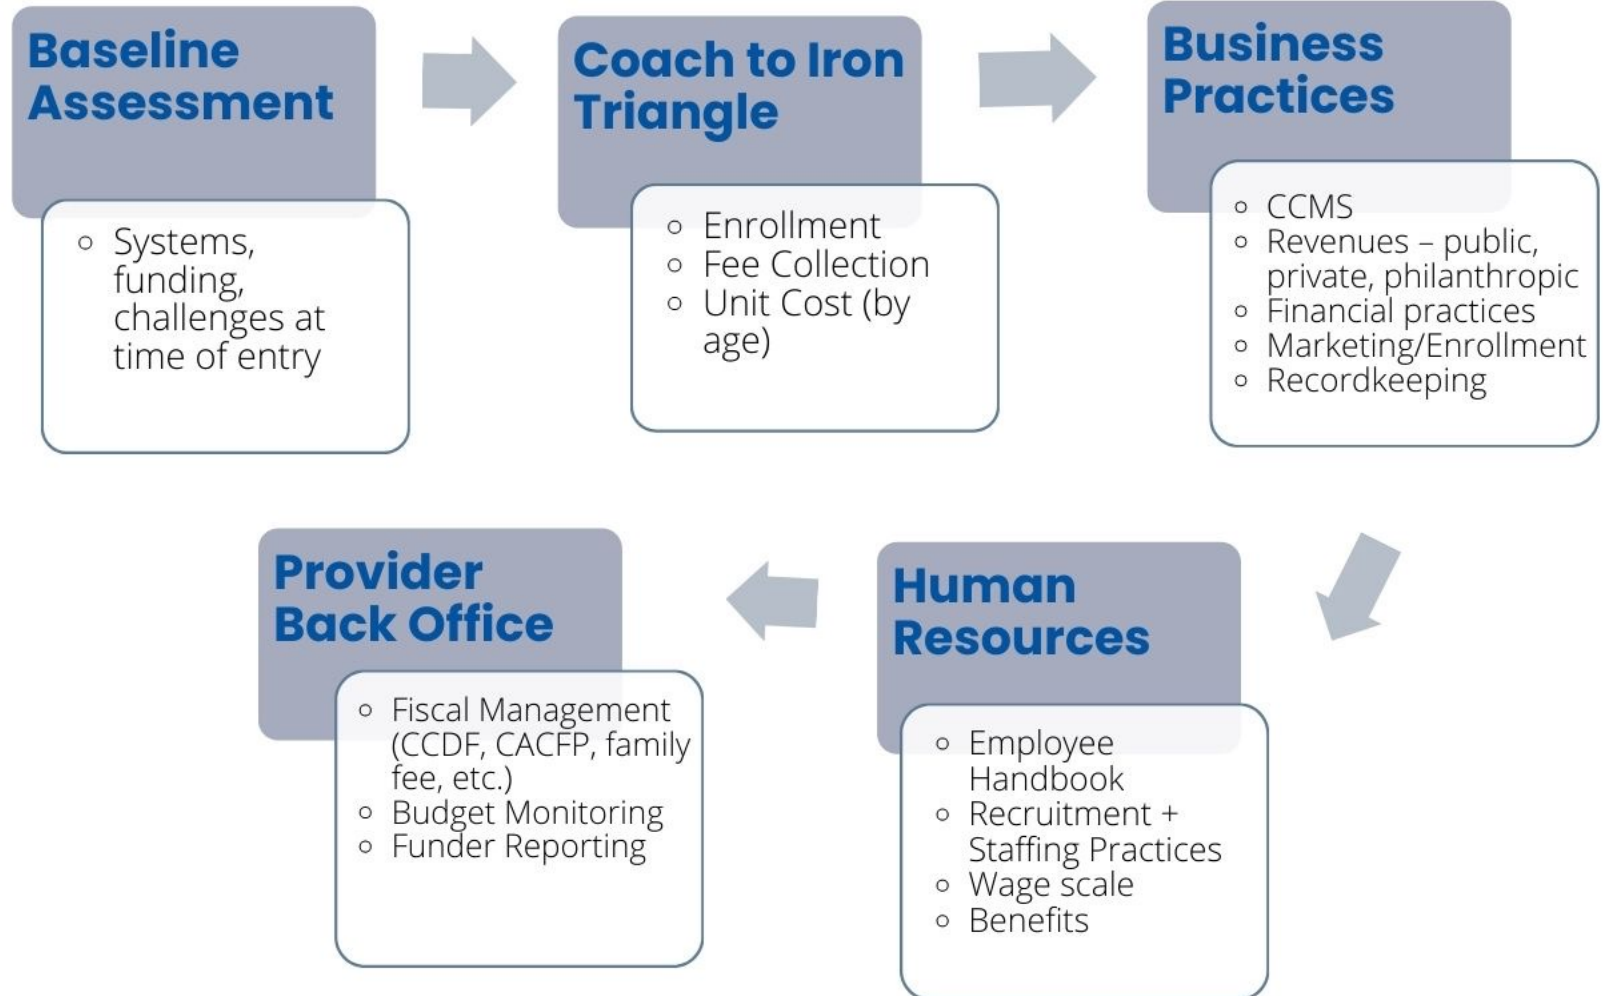 Baseline
Assessment
○ Systems,
funding,
challenges at
time of entry
Coach to Iron
Triangle
○ Enrollment
○ Fee Collection
○ Unit Cost (by
age)
Business
Practices
○ CCMS
○ Revenues – public,
private, philanthropic
○ Financial practices
○ Marketing/Enrollment
○ Recordkeeping
Human
Resources
○ Employee
Handbook
○ Recruitment +
Staffing Practices
○ Wage scale
○ Benefits
Provider
Back Office
○ Fiscal Management
(CCDF, CACFP, family
fee, etc.)
○ Budget Monitoring
○ Funder Reporting